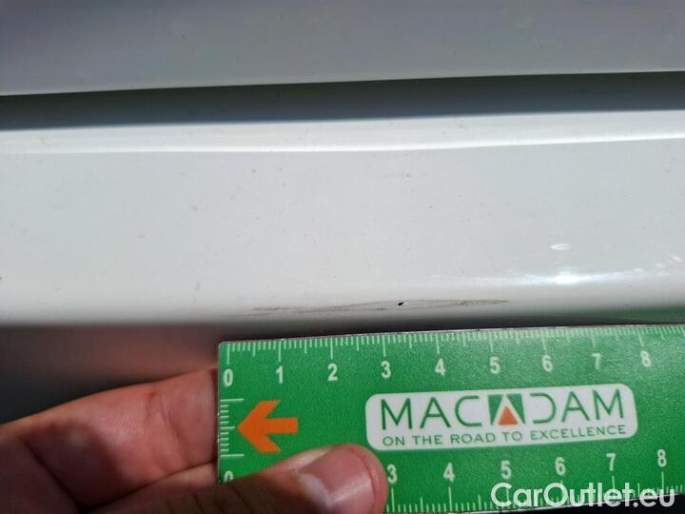 0 1 2 3 4 5 6 7 8
MACADAM
ON THE ROAD TO EXCELLENCE
3 4 5 6 7 8
CarOutlet.eu